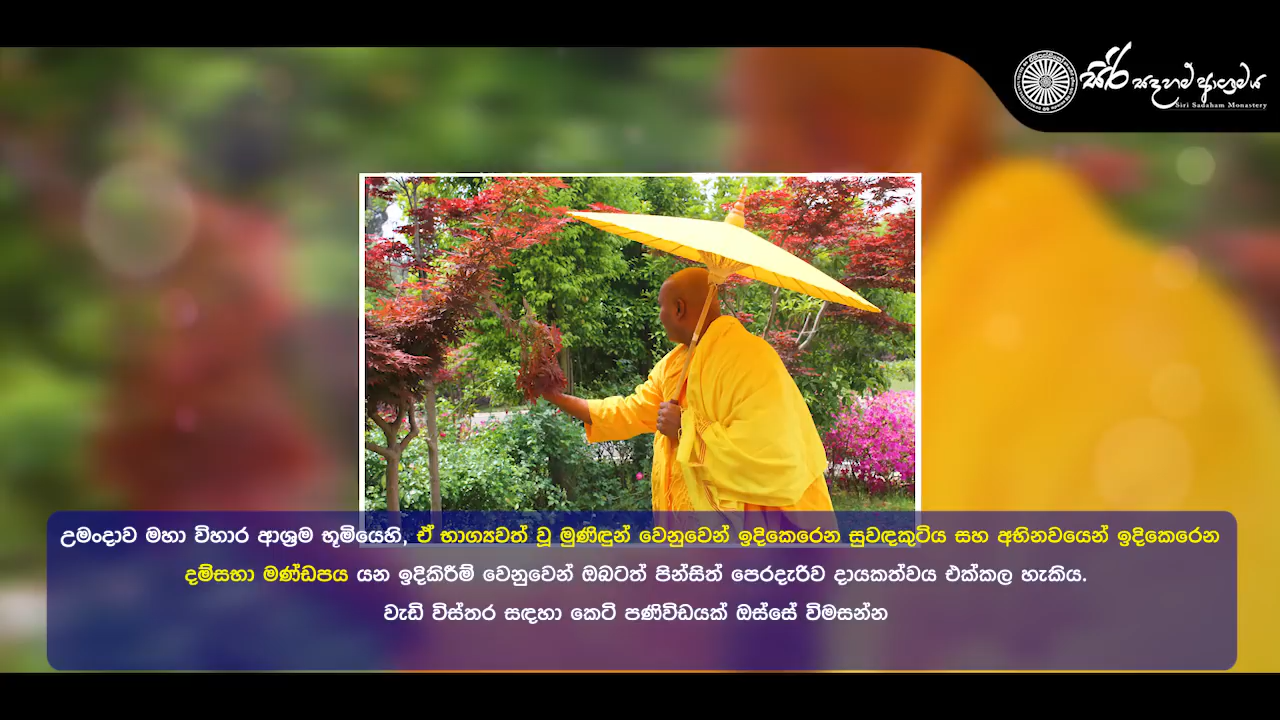 සිරි සදහම් ආශ්‍රමය
Siri Sadaham Monastery
උමංදාව මහා විහාර ආශ්‍රම භූමියෙහි, ඒ භාග්‍යවත් වූ මුණිඳුන් වෙනුවෙන් ඉදිකෙරෙන සුවඳකුටිය සහ අභිනවයෙන් ඉදිකෙරෙන
දම්සභා මණ්ඩපය යන ඉදිකිරීම් වෙනුවෙන් ඔබටත් පින්සිත් පෙරදැරිව දායකත්වය එක්කල හැකිය.
වැඩි විස්තර සඳහා කෙටි පණිවිඩයක් ඔස්සේ විමසන්න